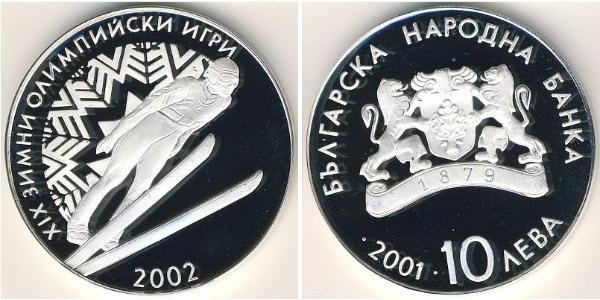 XIX ЗИМНИ ОЛИМПИЙСКИ ИГРИ
2002
БЪЛГАРСКА НАРОДНА БАНКА
1879
·2001· 10 ЛЕВА